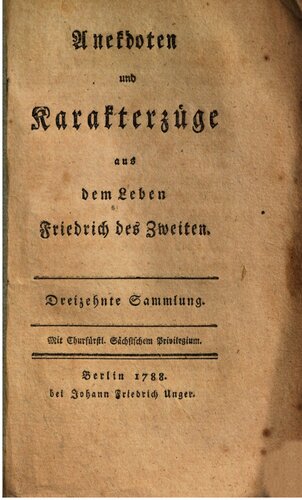 Anekdoten
und
Karakterzüge
aus
dem Leben
Friedrich des Zweiten.
Dreizehnte Sammlung.
Mit Churfürstl. Sächsischem Privilegium.
Berlin 1788.
bei Johann Friedrich Unger.